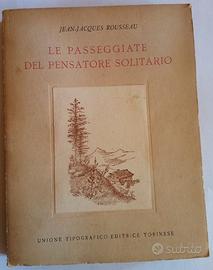 JEAN-JACQUES ROUSSEAU
LE PASSEGGIATE
DEL PENSATORE SOLITARIO
UNIONE TIPOGRAFICO-EDITRICE TORINESE
subito